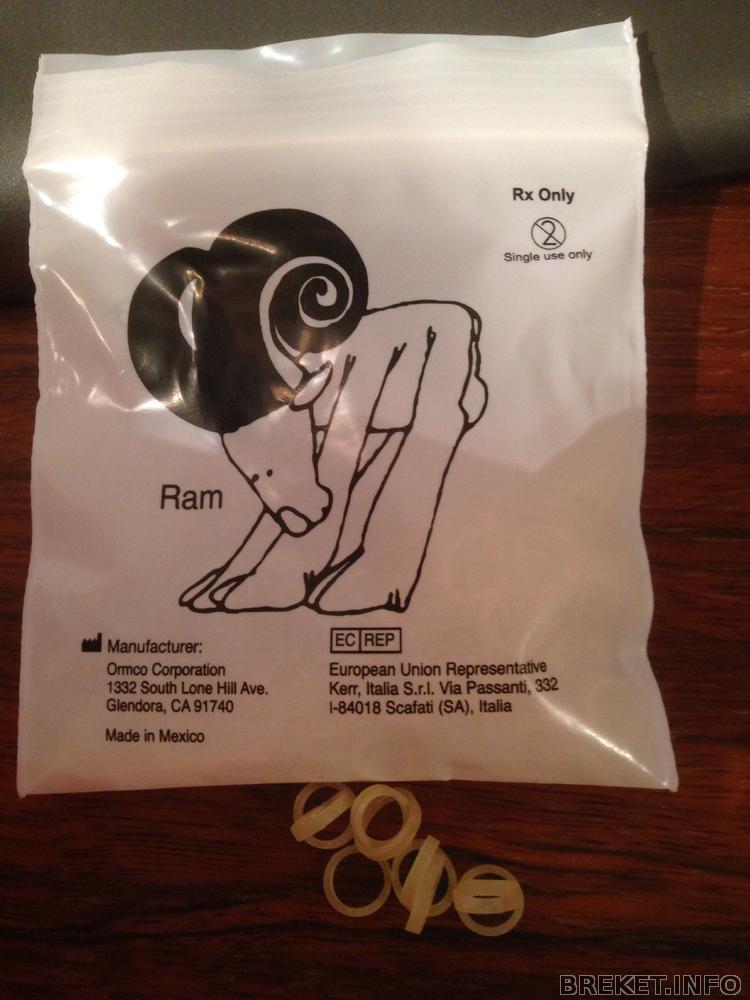 Rx Only
2
Single use only
Ram
Manufacturer:
Ormco Corporation
1332 South Lone Hill Ave.
Glendora, CA 91740
Made in Mexico
EC REP
European Union Representative
Kerr, Italia S.r.l. Via Passanti, 332
I-84018 Scafati (SA), Italia
BREKET.INFO